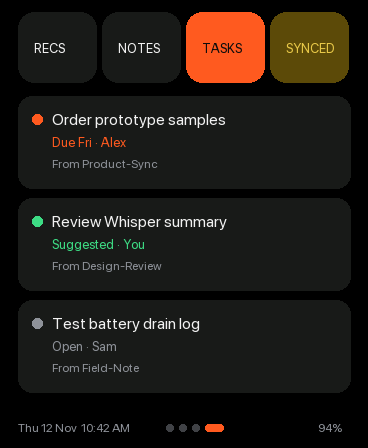 RECS NOTES TASKS SYNCED
Order prototype samples
Due Fri · Alex
From Product-Sync
Review Whisper summary
Suggested · You
From Design-Review
Test battery drain log
Open · Sam
From Field-Note
Thu 12 Nov 10:42 AM 94%